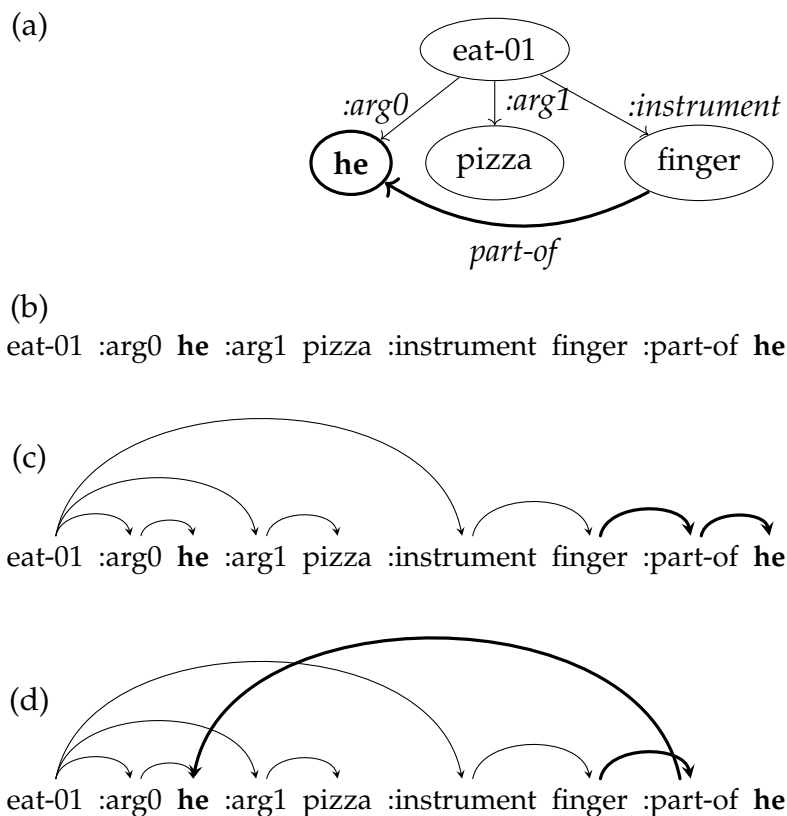 (a)
eat-01
:arg0
:arg1
:instrument
he
pizza
finger
part-of
(b)
eat-01 :arg0 he :arg1 pizza :instrument finger :part-of he
(c)
eat-01 :arg0 he :arg1 pizza :instrument finger :part-of he
(d)
eat-01 :arg0 he :arg1 pizza :instrument finger :part-of he